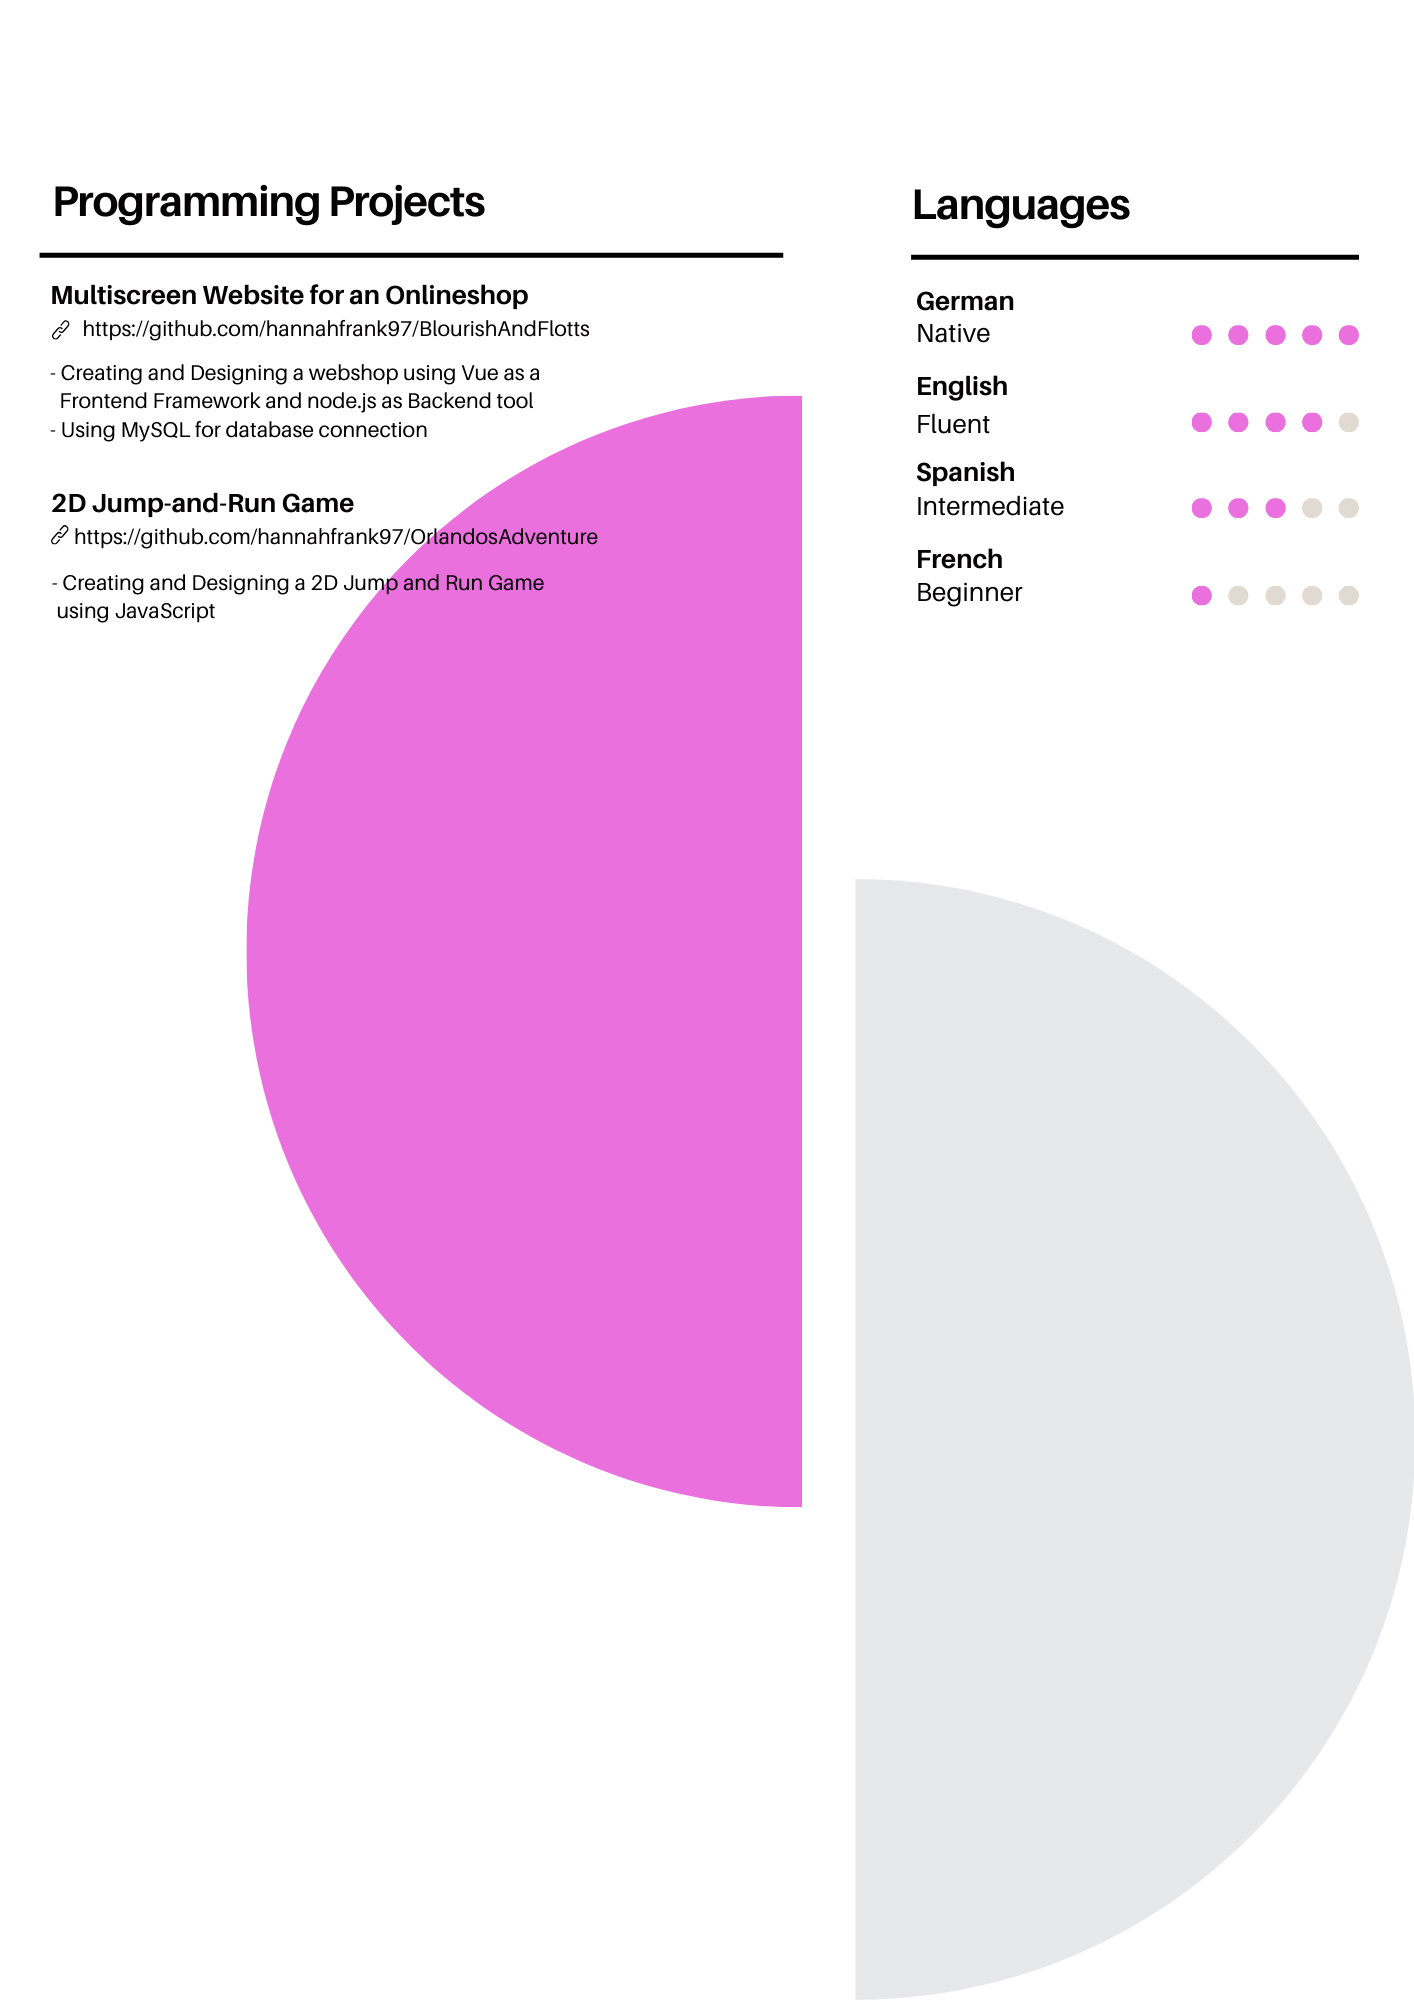 Programming Projects
Multiscreen Website for an Onlineshop
https://github.com/hannahfrank97/BlourishAndFlotts
- Creating and Designing a webshop using Vue as a
Frontend Framework and node.js as Backend tool
- Using MySQL for database connection
2D Jump-and-Run Game
https://github.com/hannahfrank97/OrlandosAdventure
- Creating and Designing a 2D Jump and Run Game
using JavaScript
Languages
German
Native
English
Fluent
Spanish
Intermediate
French
Beginner